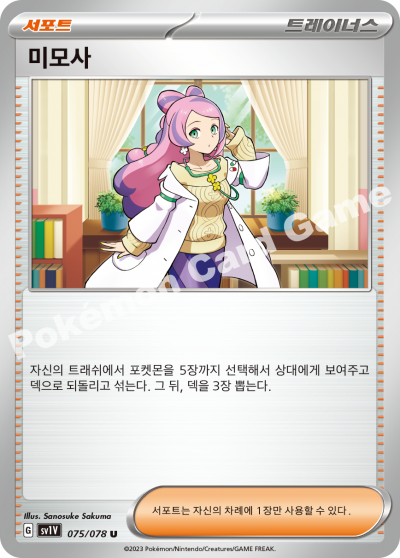 서포트
트레이너스
미모사
Pokémon Card Game
자신의 트래쉬에서 포켓몬을 5장까지 선택해서 상대에게 보여주고
덱으로 되돌리고 섞는다. 그 뒤, 덱을 3장 뽑는다.
Illus. Sanosuke Sakuma
G SV1V 075/078 U
서포트는 자신의 차례에 1장만 사용할 수 있다.
©2023 Pokémon/Nintendo/Creatures/GAME FREAK.